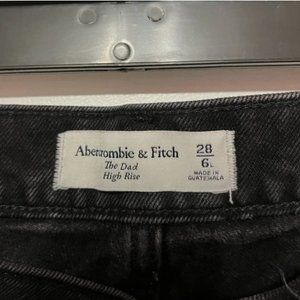 Abercrombie & Fitch
The Dad
High Rise
28
6L
MADE IN
GUATEMALA